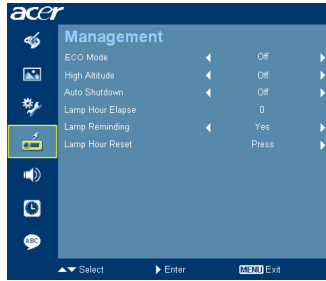 acer
Management
ECO Mode Off
High Altitude Off
Auto Shutdown Off
Lamp Hour Elapse 0
Lamp Reminding Yes
Lamp Hour Reset Press
ABC
Select Enter MENU Exit